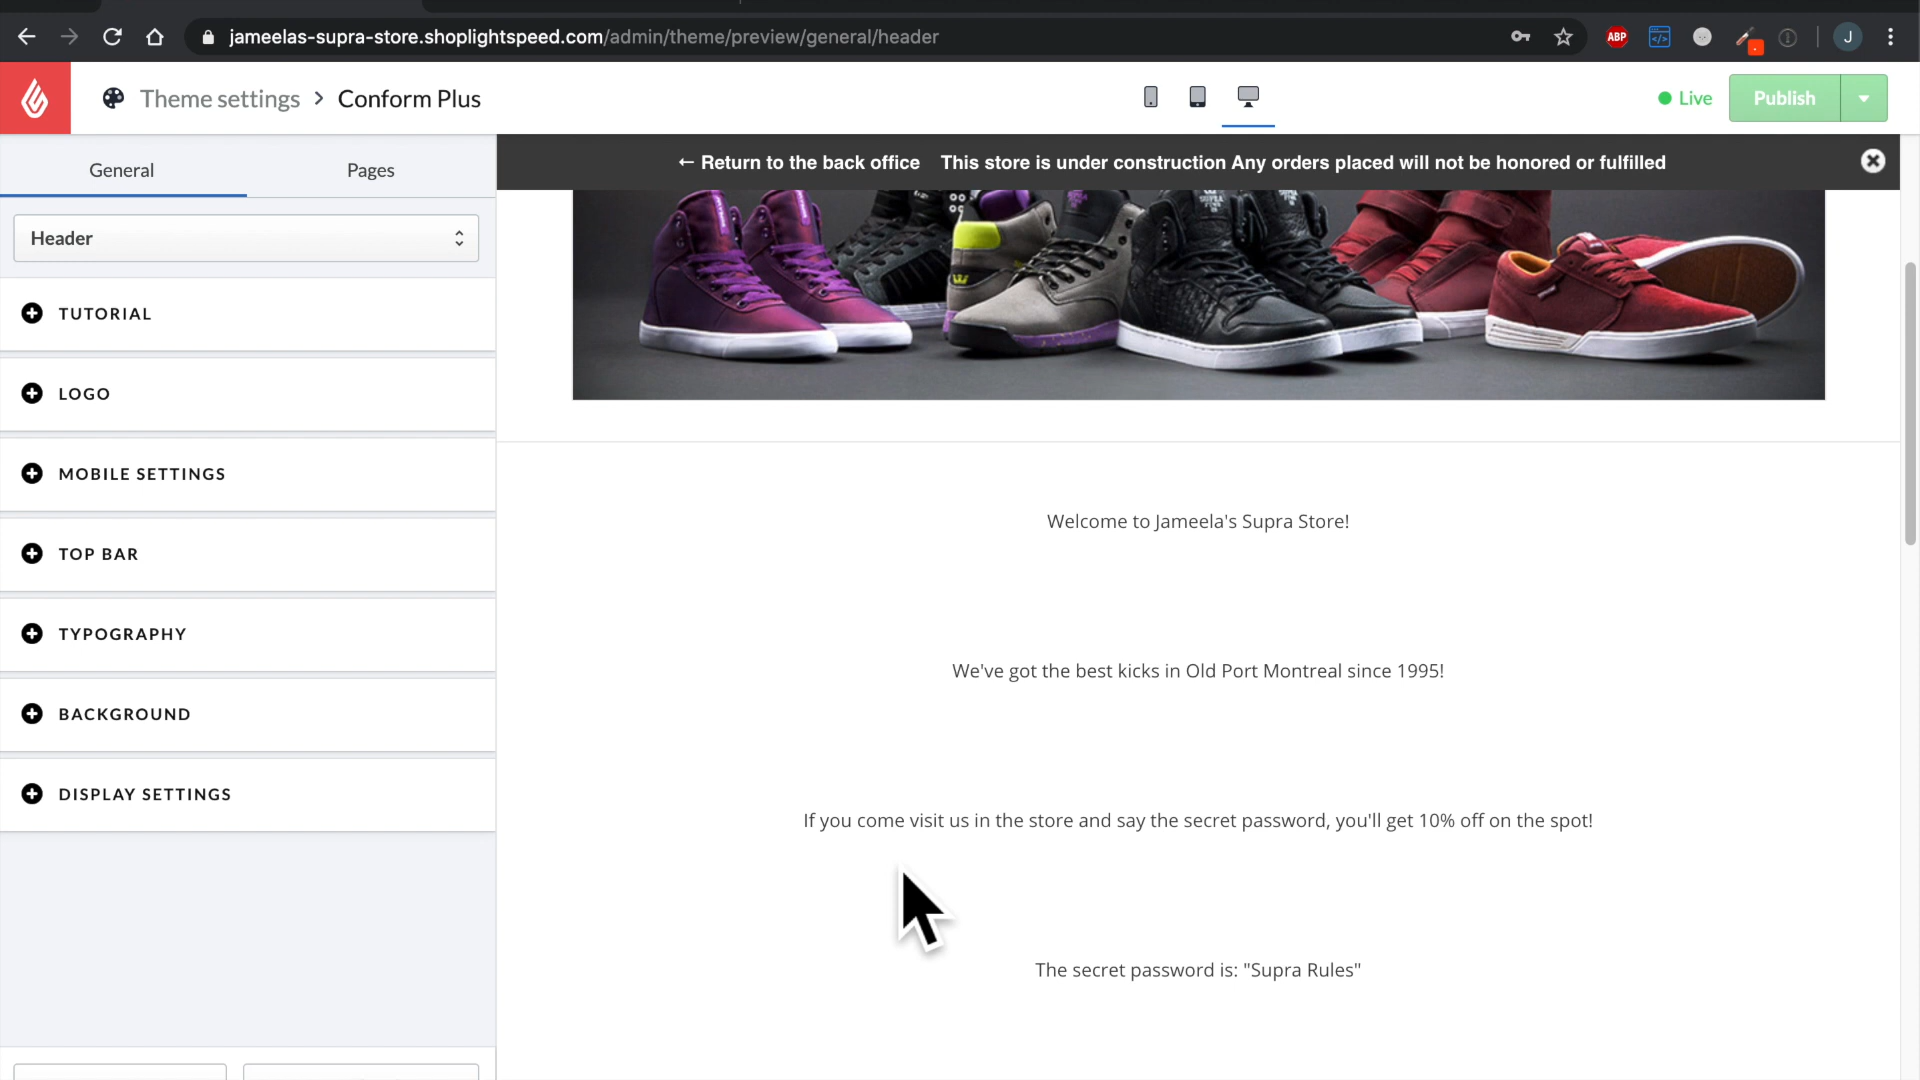 jameelas-supra-store.shoplightspeed.com/admin/theme/preview/general/header
ABP
J
Theme settings > Conform Plus
Live
Publish
General
Pages
← Return to the back office This store is under construction Any orders placed will not be honored or fulfilled
Header
TUTORIAL
LOGO
MOBILE SETTINGS
TOP BAR
TYPOGRAPHY
BACKGROUND
DISPLAY SETTINGS
Welcome to Jameela's Supra Store!
We've got the best kicks in Old Port Montreal since 1995!
If you come visit us in the store and say the secret password, you'll get 10% off on the spot!
The secret password is: "Supra Rules"